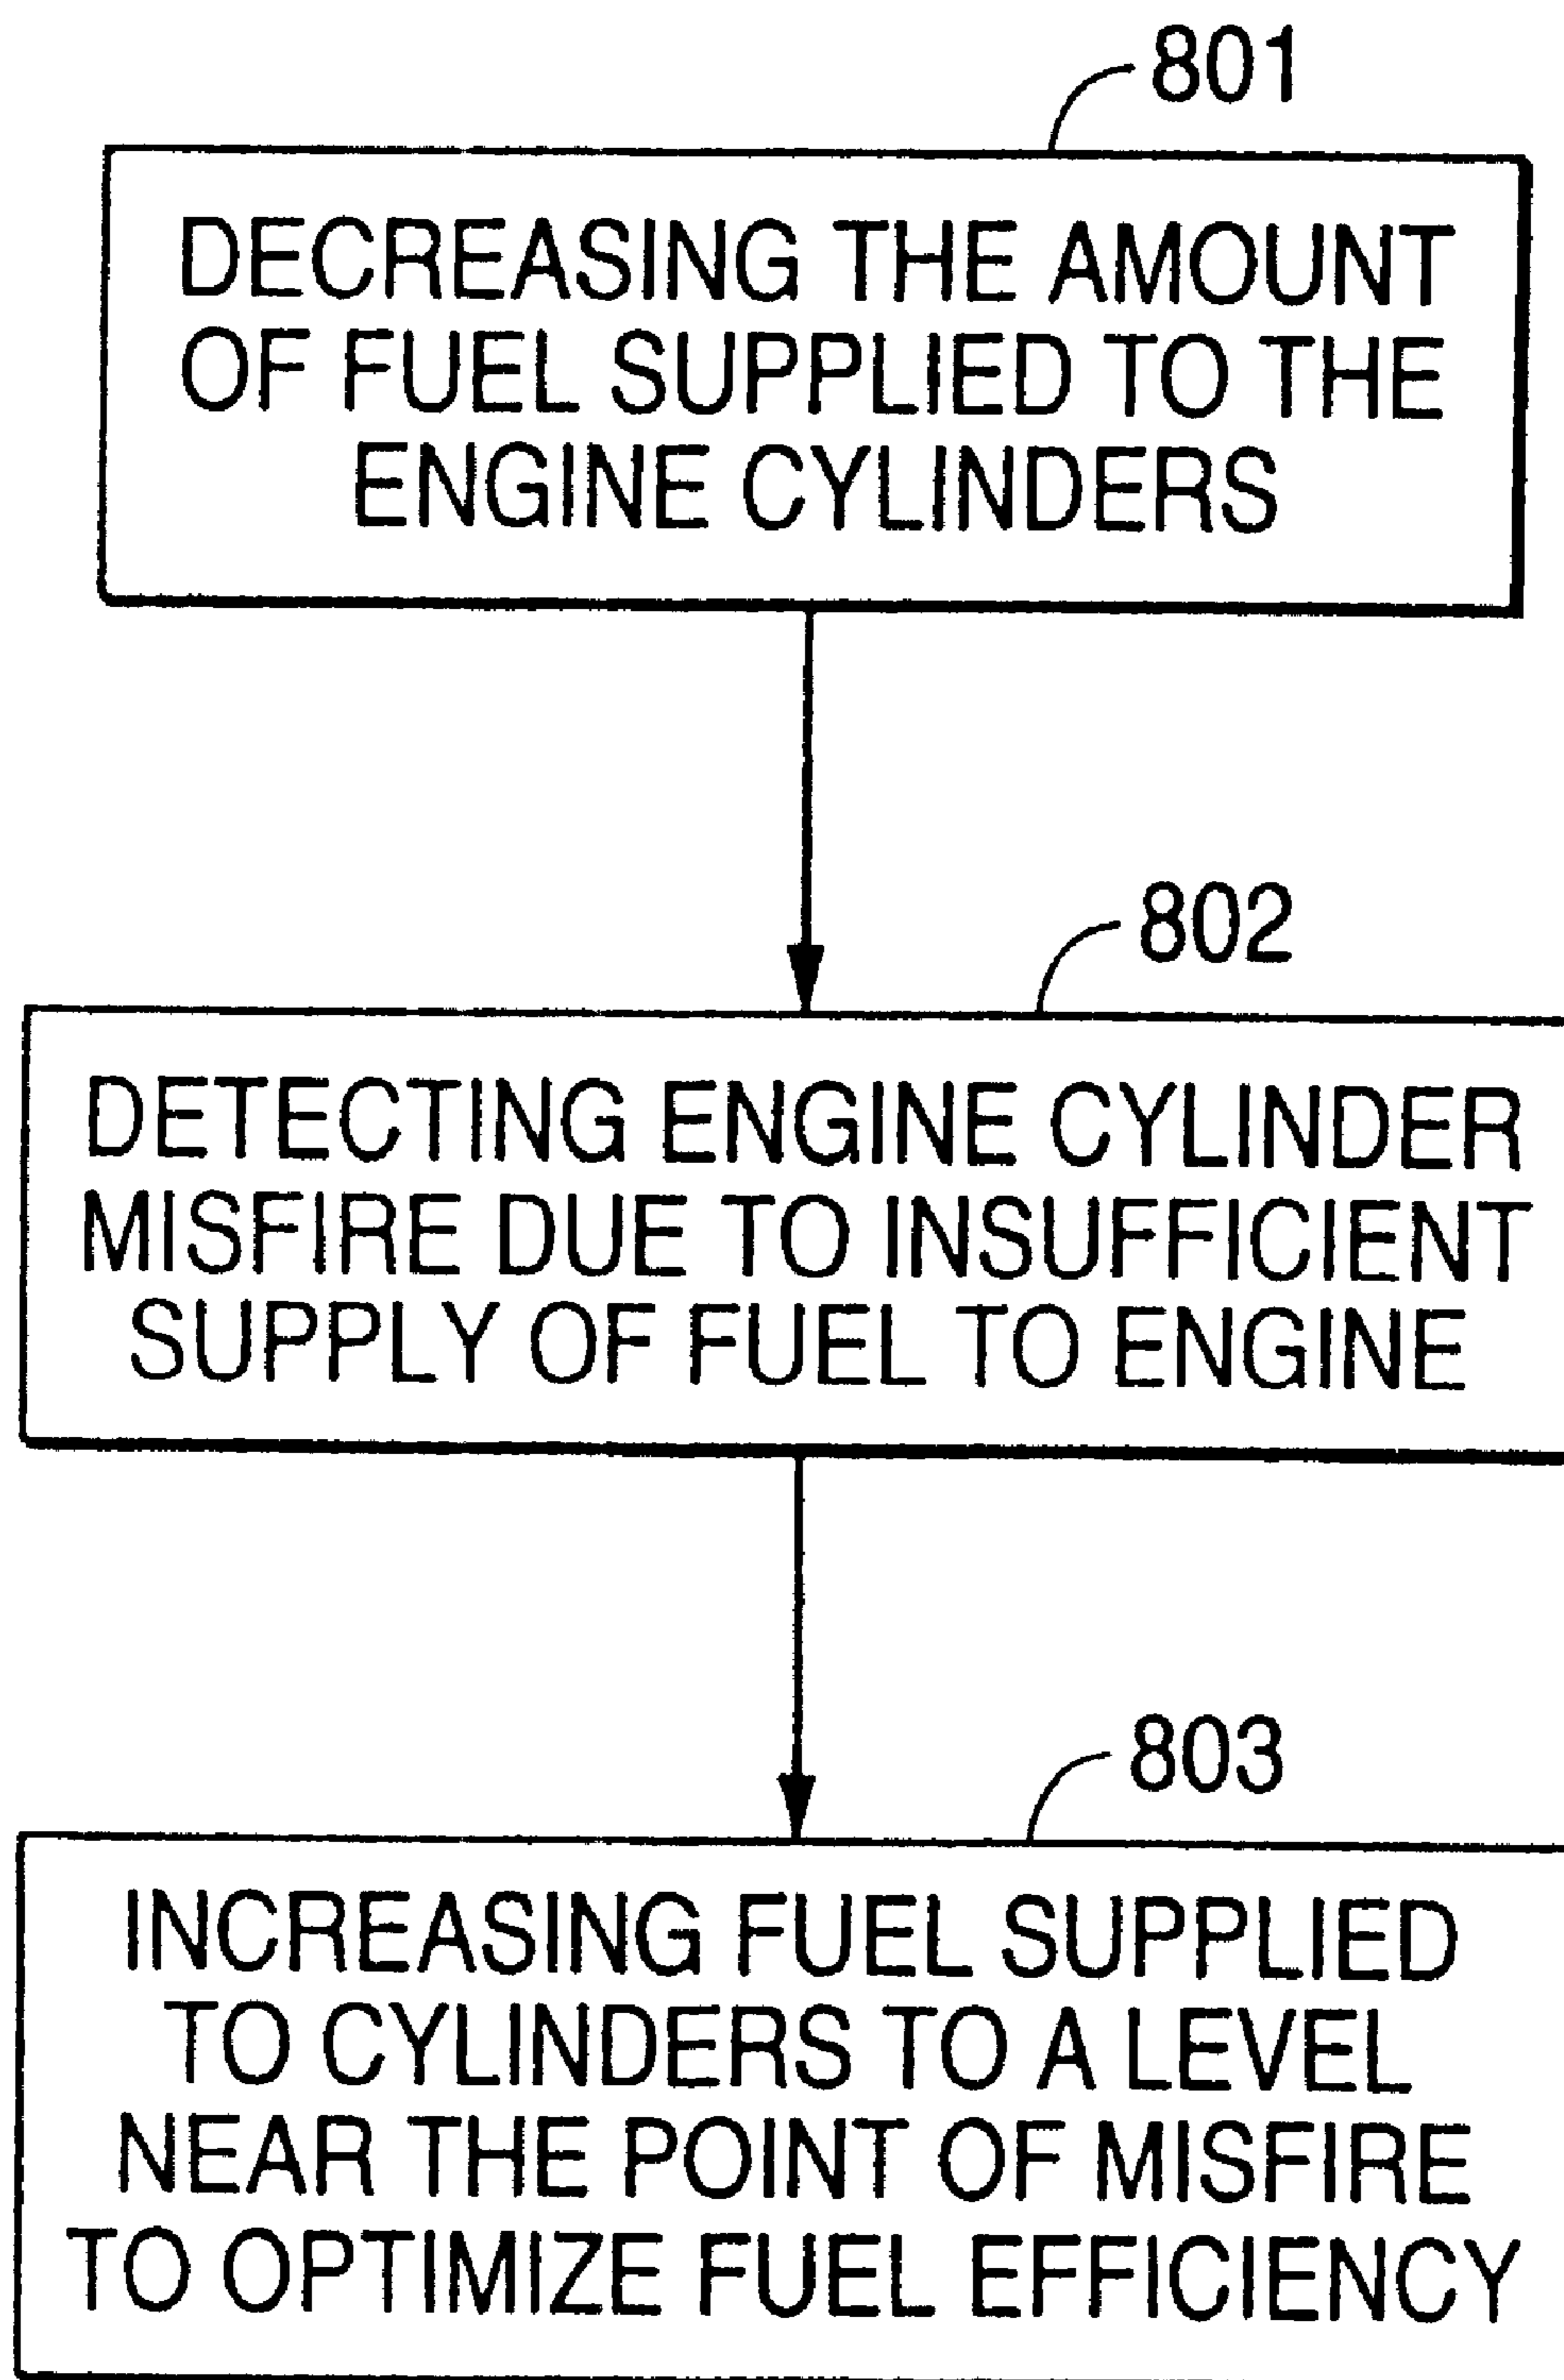 801
DECREASING THE AMOUNT
OF FUEL SUPPLIED TO THE
ENGINE CYLINDERS
802
DETECTING ENGINE CYLINDER
MISFIRE DUE TO INSUFFICIENT
SUPPLY OF FUEL TO ENGINE
803
INCREASING FUEL SUPPLIED
TO CYLINDERS TO A LEVEL
NEAR THE POINT OF MISFIRE
TO OPTIMIZE FUEL EFFICIENCY